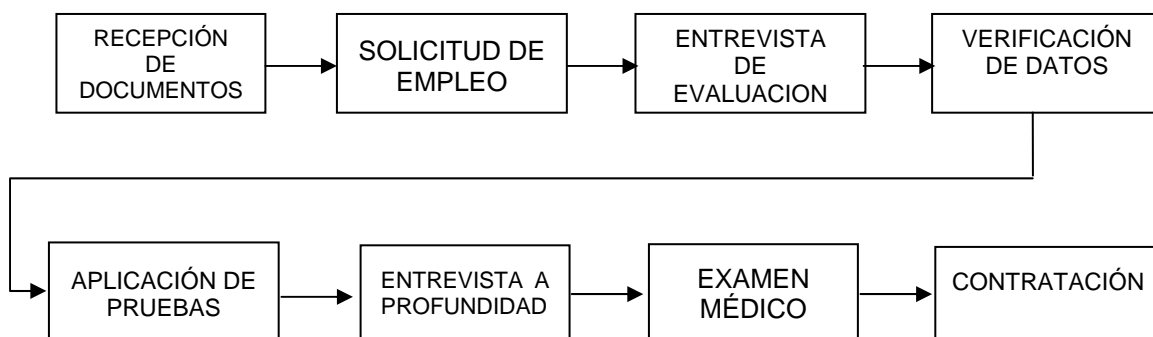 RECEPCIÓN
DE
DOCUMENTOS
SOLICITUD DE
EMPLEO
ENTREVISTA
DE
EVALUACION
VERIFICACIÓN
DE DATOS
APLICACIÓN DE
PRUEBAS
ENTREVISTA A
PROFUNDIDAD
EXAMEN
MÉDICO
CONTRATACIÓN